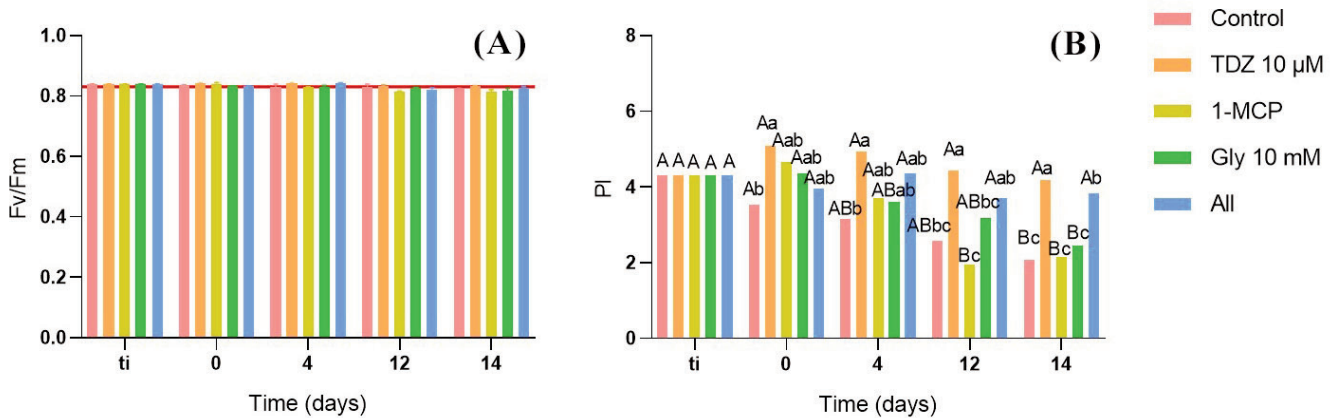 (A)
Fv/Fm
1.0
0.8
0.6
0.4
0.2
0.0
ti 0 4 12 14
Time (days)
(B)
PI
8
6
4
2
0
A A A A A
Ab Aa Aab Aab Aab
ABb Aa Aab ABab Aab
ABbc Aa Bc ABbc Aab
Bc Aa Bc Bc Ab
ti 0 4 12 14
Time (days)
Control
TDZ 10 μM
1-MCP
Gly 10 mM
All